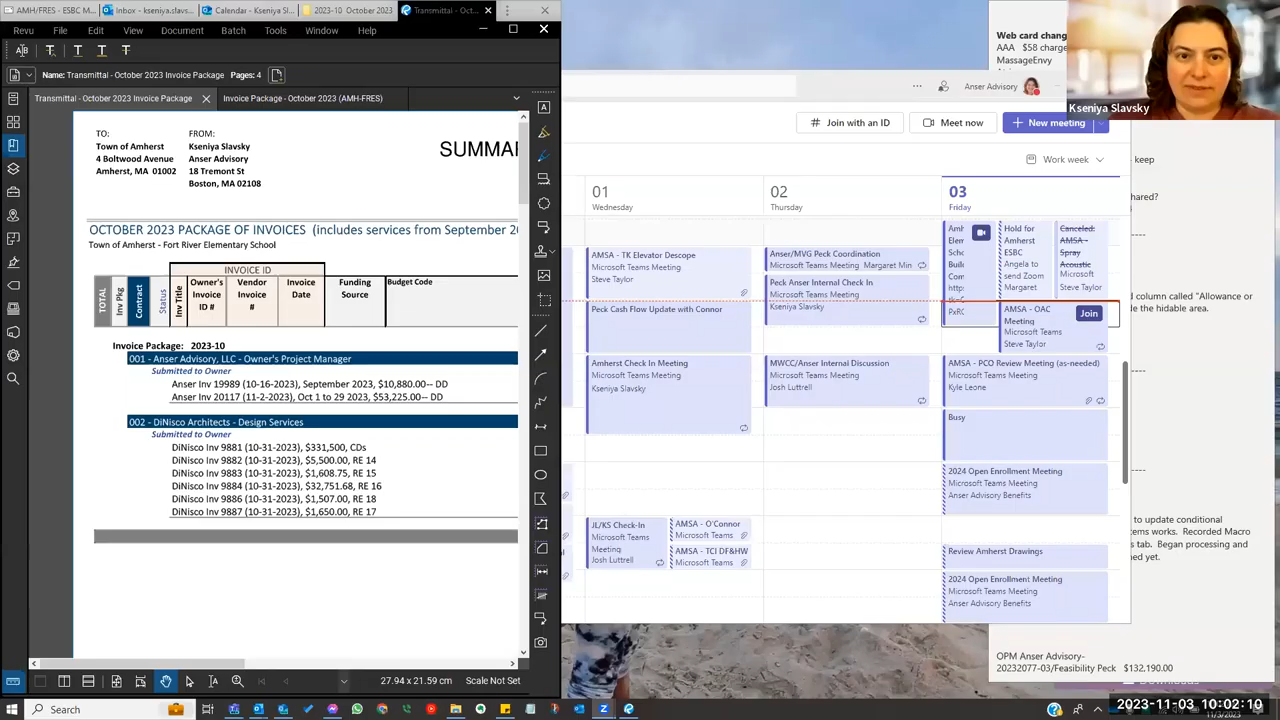 AMH/FRES - ESBC M...
Inbox - kseniya.slavs...
Calendar - Kseniya Sl...
2023-10 October 2023
Transmittal - Oct...
Revu File Edit View Document Batch Tools Window Help
Name: Transmittal - October 2023 Invoice Package Pages: 4
Transmittal - October 2023 Invoice Package
Invoice Package - October 2023 (AMH-FRES)
TO:
Town of Amherst
4 Boltwood Avenue
Amherst, MA 01002
FROM:
Kseniya Slavsky
Anser Advisory
18 Tremont St
Boston, MA 02108
SUMMA
OCTOBER 2023 PACKAGE OF INVOICES (includes services from September 20
Town of Amherst - Fort River Elementary School
INVOICE ID
TOTAL
Inv Pkg
Contract
Status
Inv Title
Owner's Invoice ID #
Vendor Invoice #
Invoice Date
Funding Source
Budget Code
Invoice Package: 2023-10
001 - Anser Advisory, LLC - Owner's Project Manager
Submitted to Owner
Anser Inv 19989 (10-16-2023), September 2023, $10,880.00-- DD
Anser Inv 20117 (11-2-2023), Oct 1 to 29 2023, $53,225.00-- DD
002 - DiNisco Architects - Design Services
Submitted to Owner
DiNisco Inv 9881 (10-31-2023), $331,500, CDs
DiNisco Inv 9882 (10-31-2023), $5,500.00, RE 14
DiNisco Inv 9883 (10-31-2023), $1,608.75, RE 15
DiNisco Inv 9884 (10-31-2023), $32,751.68, RE 16
DiNisco Inv 9886 (10-31-2023), $1,507.00, RE 18
DiNisco Inv 9887 (10-31-2023), $1,650.00, RE 17
27.94 x 21.59 cm
Scale Not Set
Anser Advisory
Join with an ID
Meet now
New meeting
Work week
01
Wednesday
02
Thursday
03
Friday
AMSA - TK Elevator Descope
Microsoft Teams Meeting
Steve Taylor
Peck Cash Flow Update with Connor
Amherst Check In Meeting
Microsoft Teams Meeting
Kseniya Slavsky
JL/KS Check-In
Microsoft Teams
Meeting
Josh Luttrell
AMSA - O'Connor
Microsoft Teams
AMSA - TCI DF&HW
Microsoft Teams
Anser/MVG Peck Coordination
Microsoft Teams Meeting Margaret Min
Peck Anser Internal Check In
Microsoft Teams Meeting
Kseniya Slavsky
MWCC/Anser Internal Discussion
Microsoft Teams Meeting
Josh Luttrell
Amh
Elem
Scho
Build
Com
http:
Hold for
Amherst
ESBC
Angela to
send Zoom
Margaret
Canceled:
AMSA -
Spray
Acoustic
Microsoft
Steve Taylor
AMSA - OAC
Meeting
Microsoft Teams
Steve Taylor
Join
AMSA - PCO Review Meeting (as-needed)
Microsoft Teams Meeting
Kyle Leone
Busy
2024 Open Enrollment Meeting
Microsoft Teams Meeting
Anser Advisory Benefits
Review Amherst Drawings
2024 Open Enrollment Meeting
Microsoft Teams Meeting
Anser Advisory Benefits
Web card chang
AAA $58 charge
MassageEnvy
Kseniya Slavsky
keep
hared?
d column called "Allowance or
e the hidable area.
to update conditional
tems works. Recorded Macro
s tab. Began processing and
ned yet.
OPM Anser Advisory-
20232077-03/Feasibility Peck $132,190.00
Downloads
Search
2023-11-03 10:02:10
11/3/2023